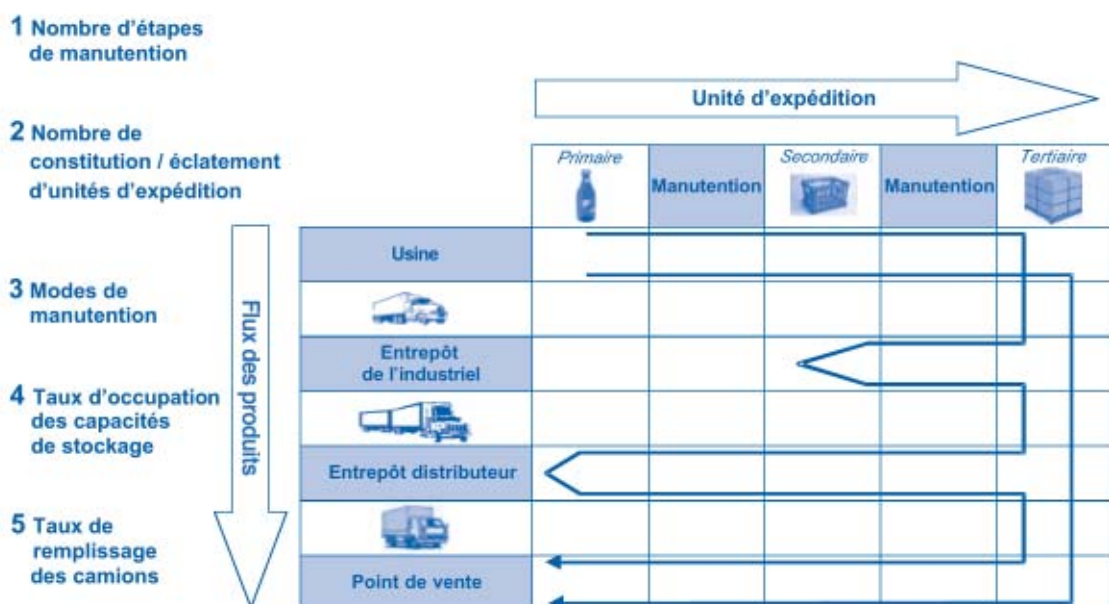 1 Nombre d'étapes
de manutention
2 Nombre de
constitution / éclatement
d'unités d'expédition
3 Modes de
manutention
4 Taux d'occupation
des capacités
de stockage
5 Taux de
remplissage
des camions
Flux des produits
Unité d'expédition
Primaire
Manutention
Secondaire
Manutention
Tertiaire
Usine
Entrepôt
de l'industriel
Entrepôt distributeur
Point de vente